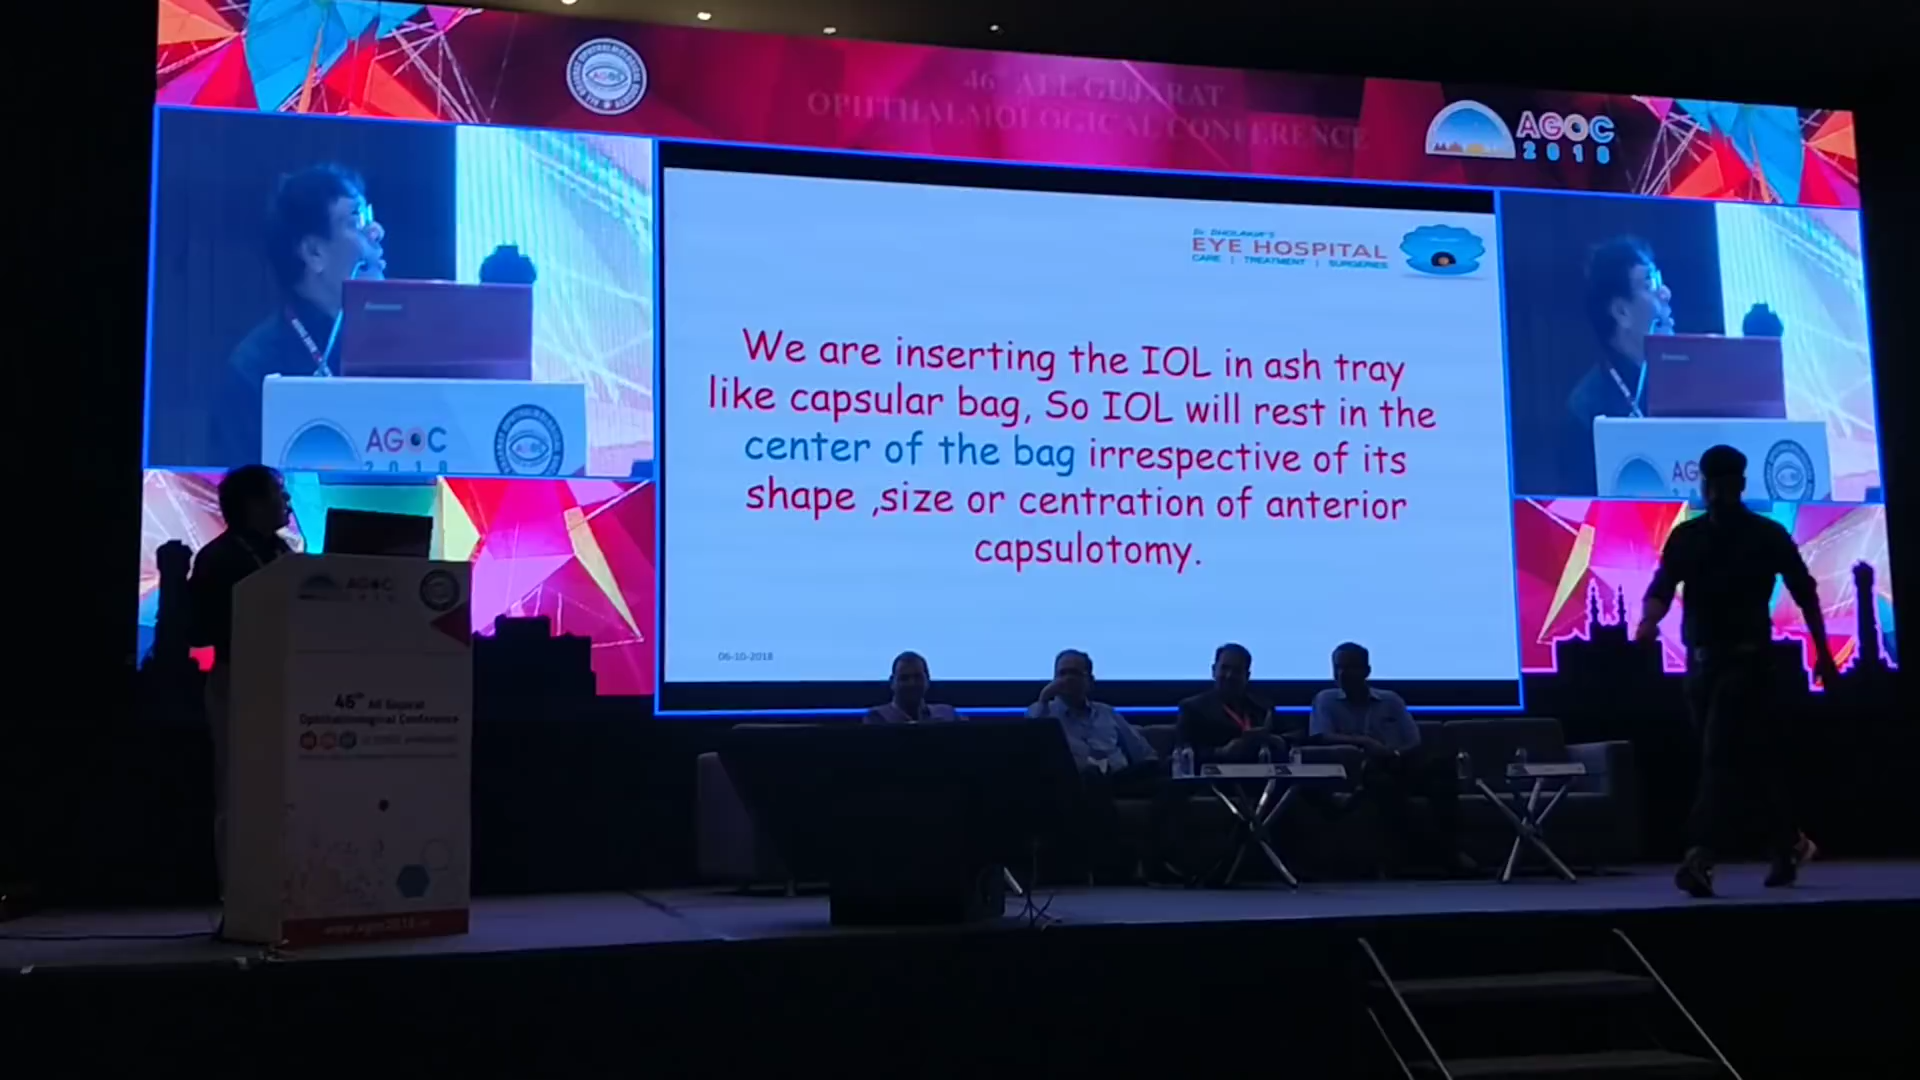 46th ALL GUJARAT
OPHTHALMOLOGICAL CONFERENCE
AGOC
2018
EYE HOSPITAL
CARE | TREATMENT | SURGERIES
We are inserting the IOL in ash tray
like capsular bag, So IOL will rest in the
center of the bag irrespective of its
shape ,size or centration of anterior
capsulotomy.
06-10-2018
AGOC
2018
AG
46th All Gujarat
Ophthalmological Conference